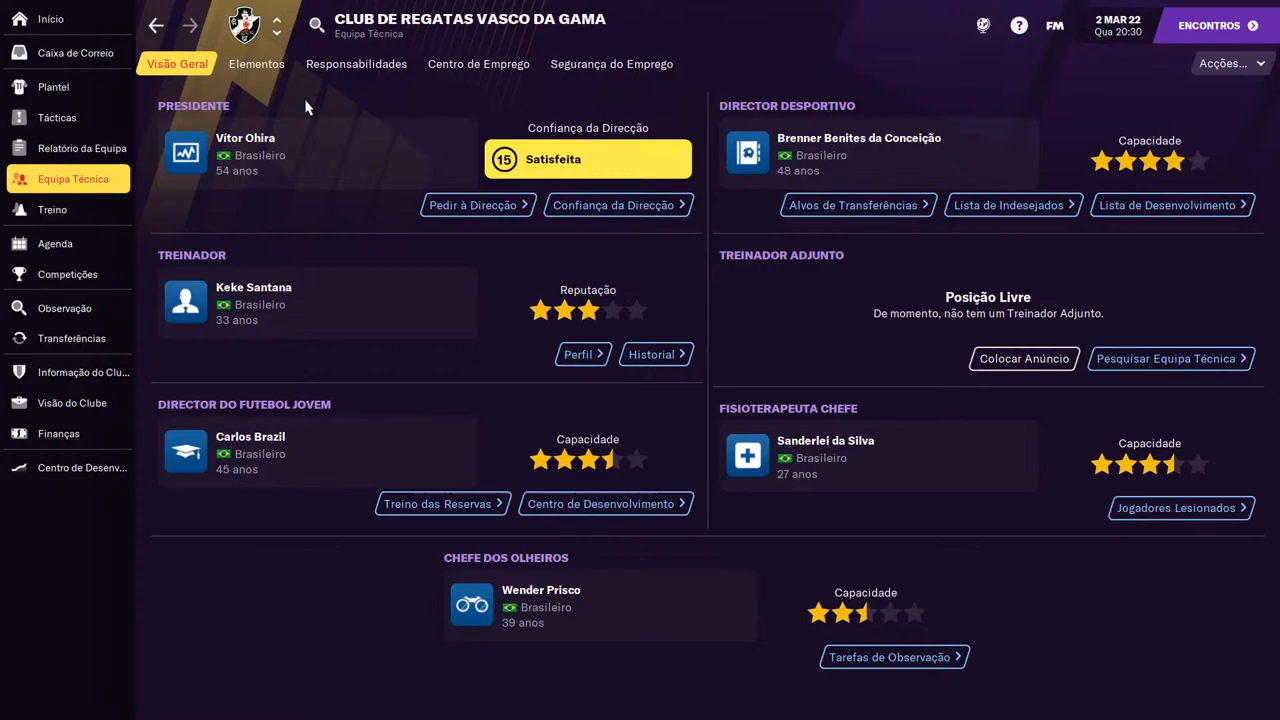 Início
Caixa de Correio
Plantel
Tácticas
Relatório da Equipa
Equipa Técnica
Treino
Agenda
Competições
Observação
Transferências
Informação do Clu...
Visão do Clube
Finanças
Centro de Desenv...
CLUB DE REGATAS VASCO DA GAMA
Equipa Técnica
FM
2 MAR 22
Qua 20:30
ENCONTROS
Visão Geral
Elementos
Responsabilidades
Centro de Emprego
Segurança do Emprego
Acções...
PRESIDENTE
Vítor Ohira
Brasileiro
54 anos
Confiança da Direcção
15 Satisfeita
Pedir à Direcção
Confiança da Direcção
DIRECTOR DESPORTIVO
Brenner Benites da Conceição
Brasileiro
48 anos
Capacidade
Alvos de Transferências
Lista de Indesejados
Lista de Desenvolvimento
TREINADOR
Keke Santana
Brasileiro
33 anos
Reputação
Perfil
Historial
TREINADOR ADJUNTO
Posição Livre
De momento, não tem um Treinador Adjunto.
Colocar Anúncio
Pesquisar Equipa Técnica
DIRECTOR DO FUTEBOL JOVEM
Carlos Brazil
Brasileiro
45 anos
Capacidade
Treino das Reservas
Centro de Desenvolvimento
FISIOTERAPEUTA CHEFE
Sanderlei da Silva
Brasileiro
27 anos
Capacidade
Jogadores Lesionados
CHEFE DOS OLHEIROS
Wender Prisco
Brasileiro
39 anos
Capacidade
Tarefas de Observação